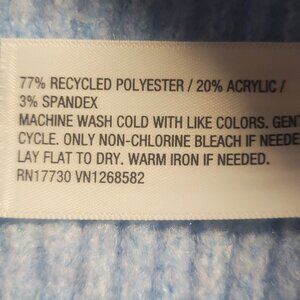 77% RECYCLED POLYESTER / 20% ACRYLIC /
3% SPANDEX
MACHINE WASH COLD WITH LIKE COLORS. GENT
CYCLE. ONLY NON-CHLORINE BLEACH IF NEEDE
LAY FLAT TO DRY. WARM IRON IF NEEDED.
RN17730 VN1268582